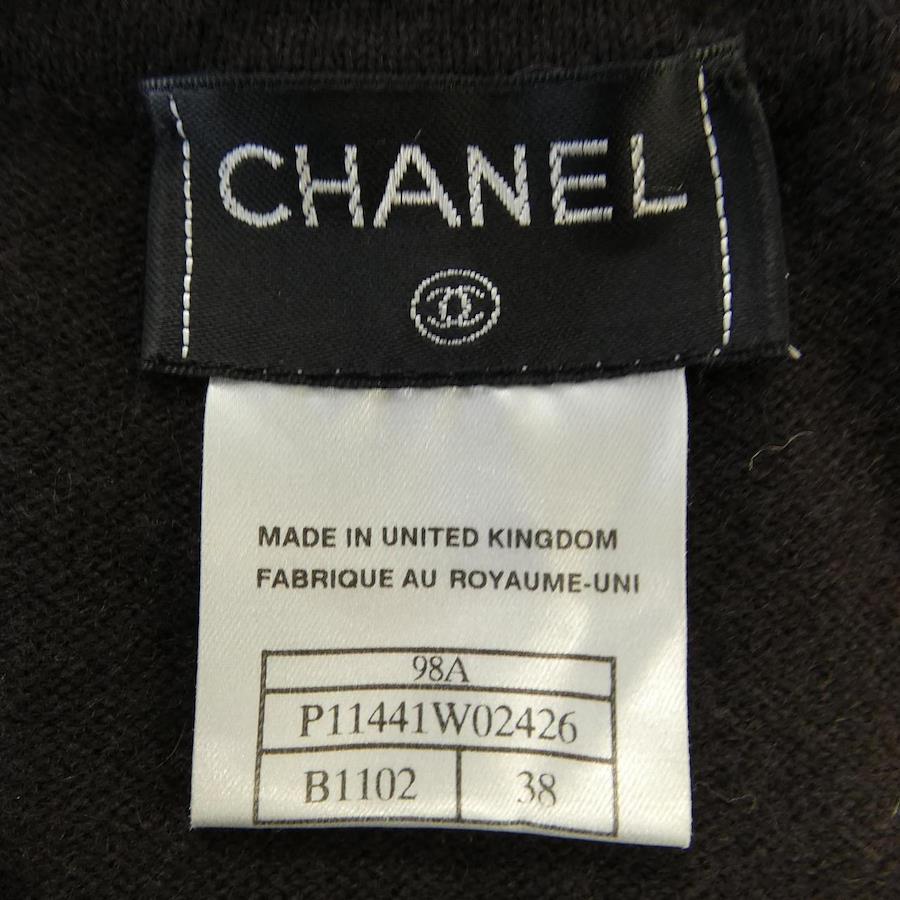 CHANEL
MADE IN UNITED KINGDOM
FABRIQUE AU ROYAUME-UNI
98A
P11441W02426
B1102 38